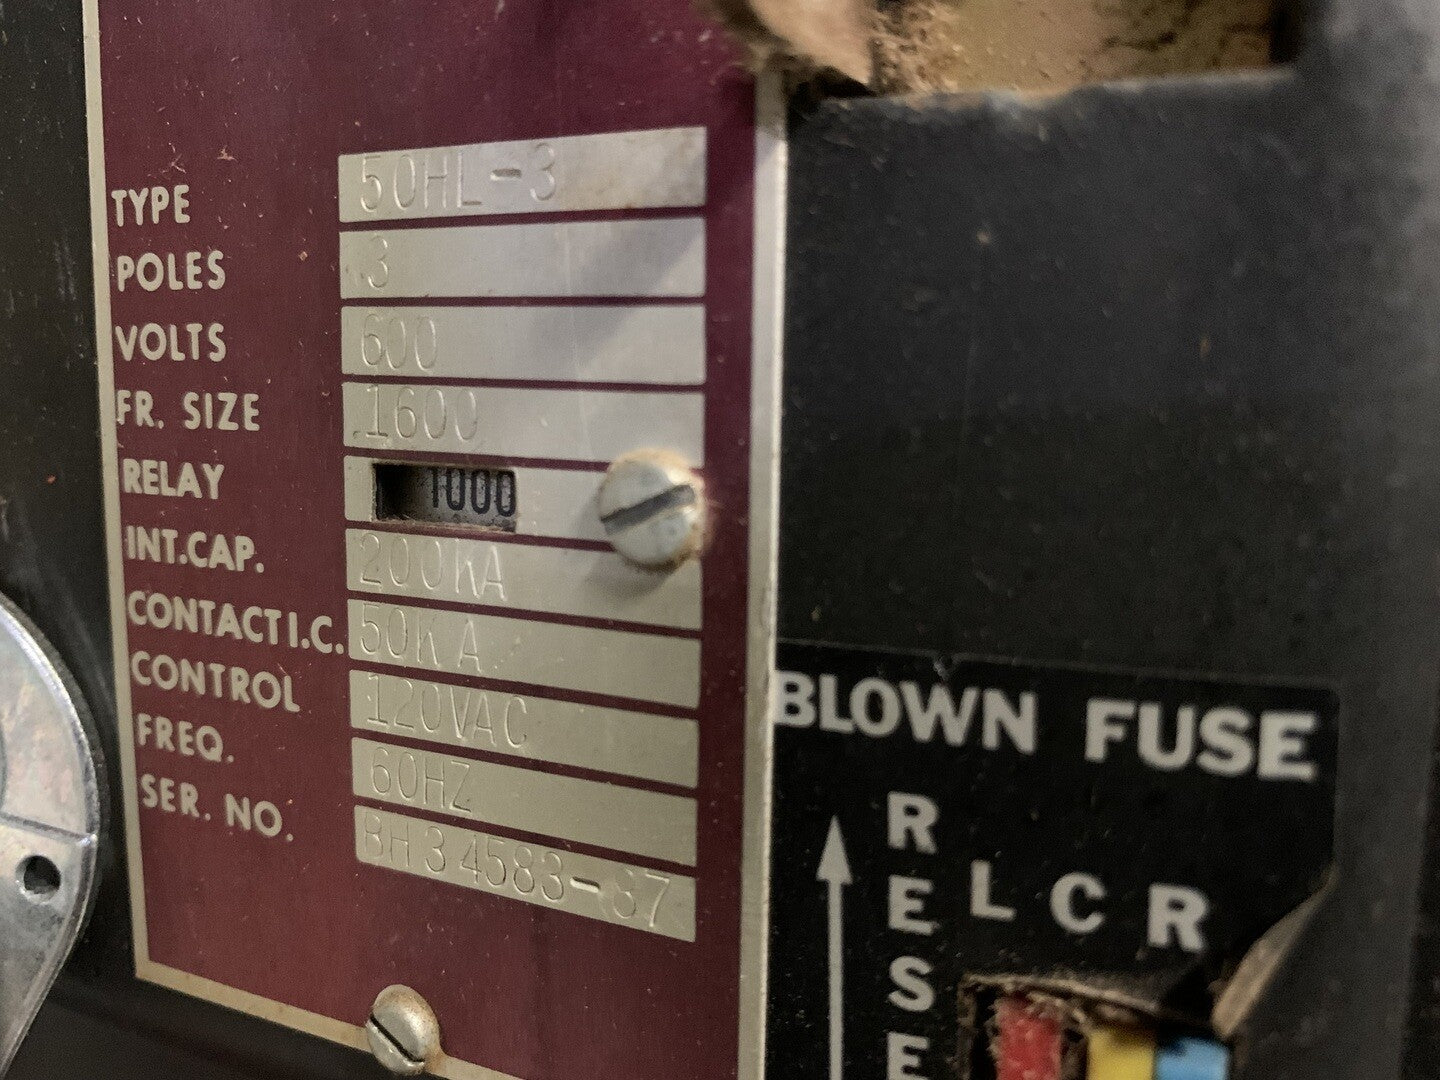 TYPE 50HL-3
POLES 3
VOLTS 600
FR. SIZE 1600
RELAY 1000
INT.CAP. 200KA
CONTACT I.C. 50KA
CONTROL 120VAC
FREQ. 60HZ
SER. NO. BH34583-87
BLOWN FUSE
RESE
L C R